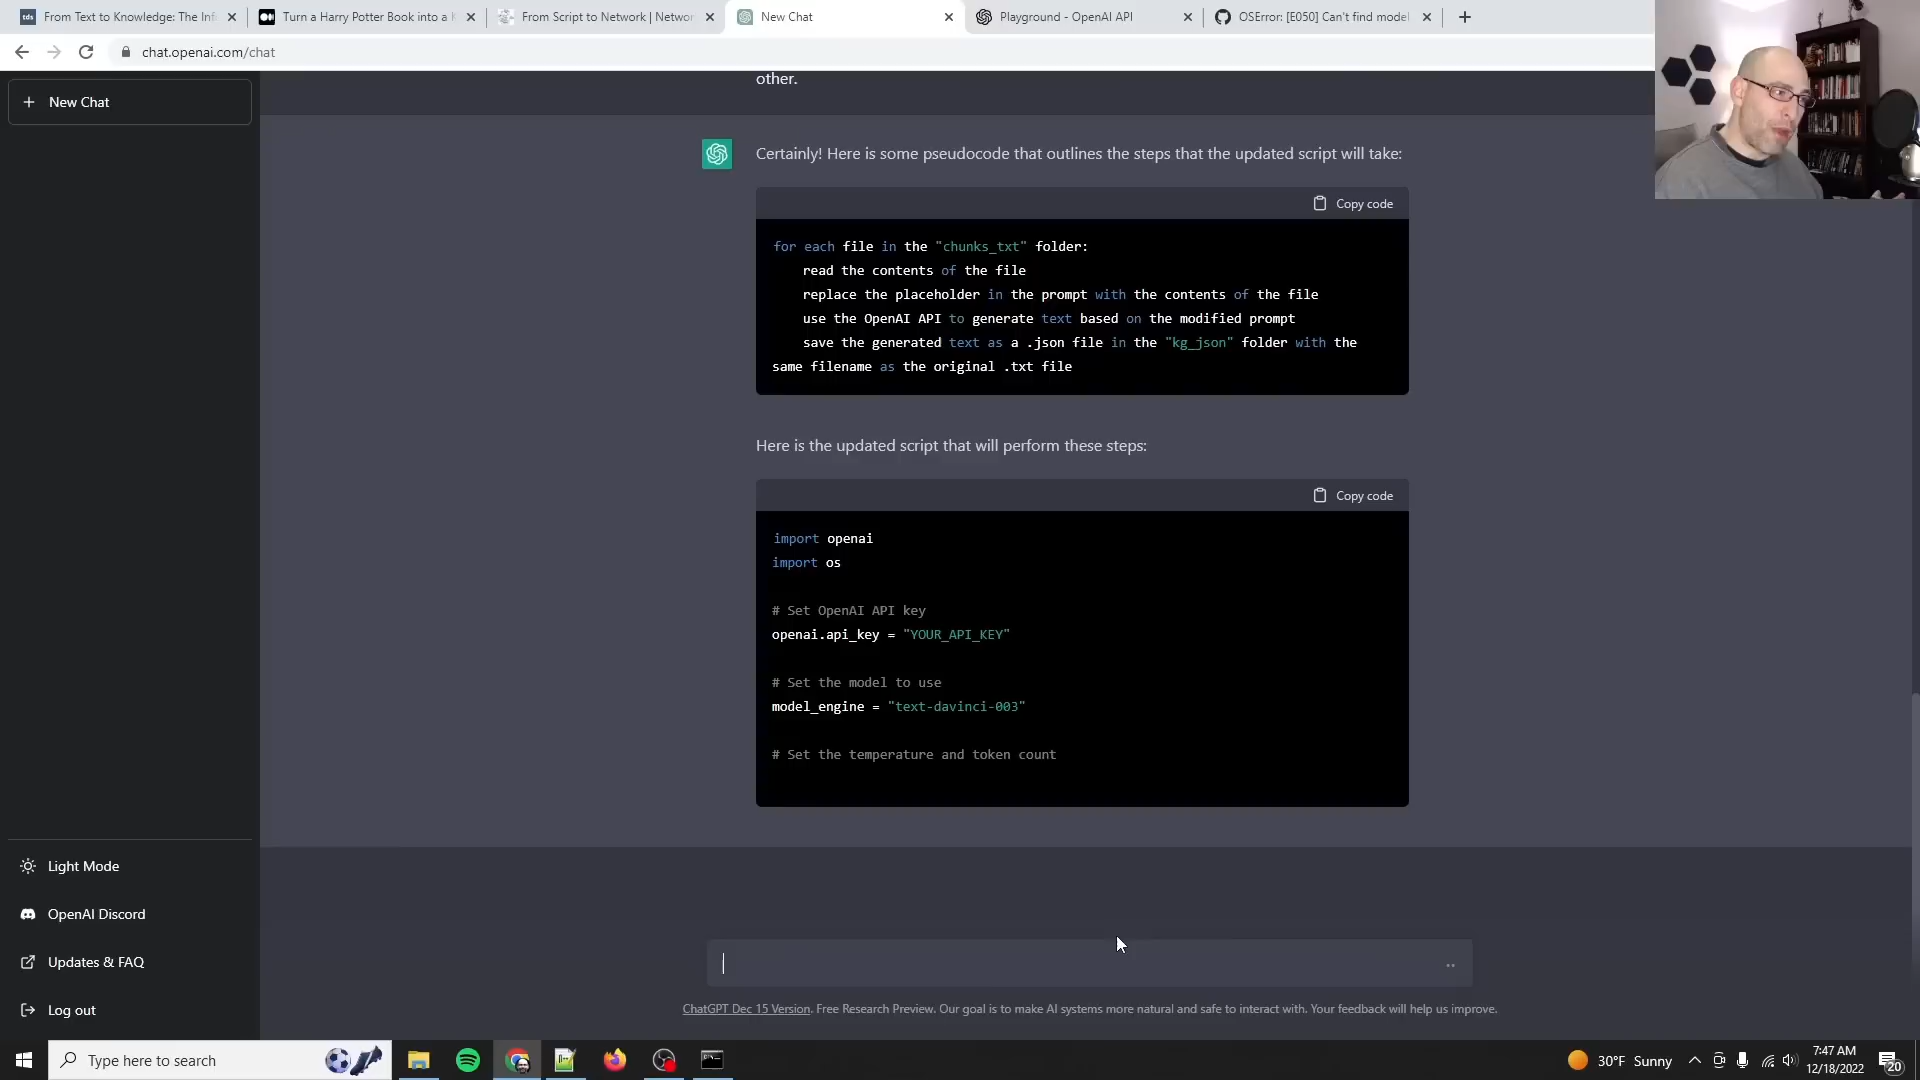 From Text to Knowledge: The Inf
Turn a Harry Potter Book into a K
From Script to Network | Networ
New Chat
Playground - OpenAI API
OSError: [E050] Can't find model
chat.openai.com/chat
New Chat
other.
Certainly! Here is some pseudocode that outlines the steps that the updated script will take:
Copy code
for each file in the "chunks_txt" folder:
read the contents of the file
replace the placeholder in the prompt with the contents of the file
use the OpenAI API to generate text based on the modified prompt
save the generated text as a .json file in the "kg_json" folder with the
same filename as the original .txt file
Here is the updated script that will perform these steps:
Copy code
import openai
import os
# Set OpenAI API key
openai.api_key = "YOUR_API_KEY"
# Set the model to use
model_engine = "text-davinci-003"
# Set the temperature and token count
Light Mode
OpenAI Discord
Updates & FAQ
Log out
ChatGPT Dec 15 Version. Free Research Preview. Our goal is to make AI systems more natural and safe to interact with. Your feedback will help us improve.
Type here to search
30°F Sunny
7:47 AM
12/18/2022
20